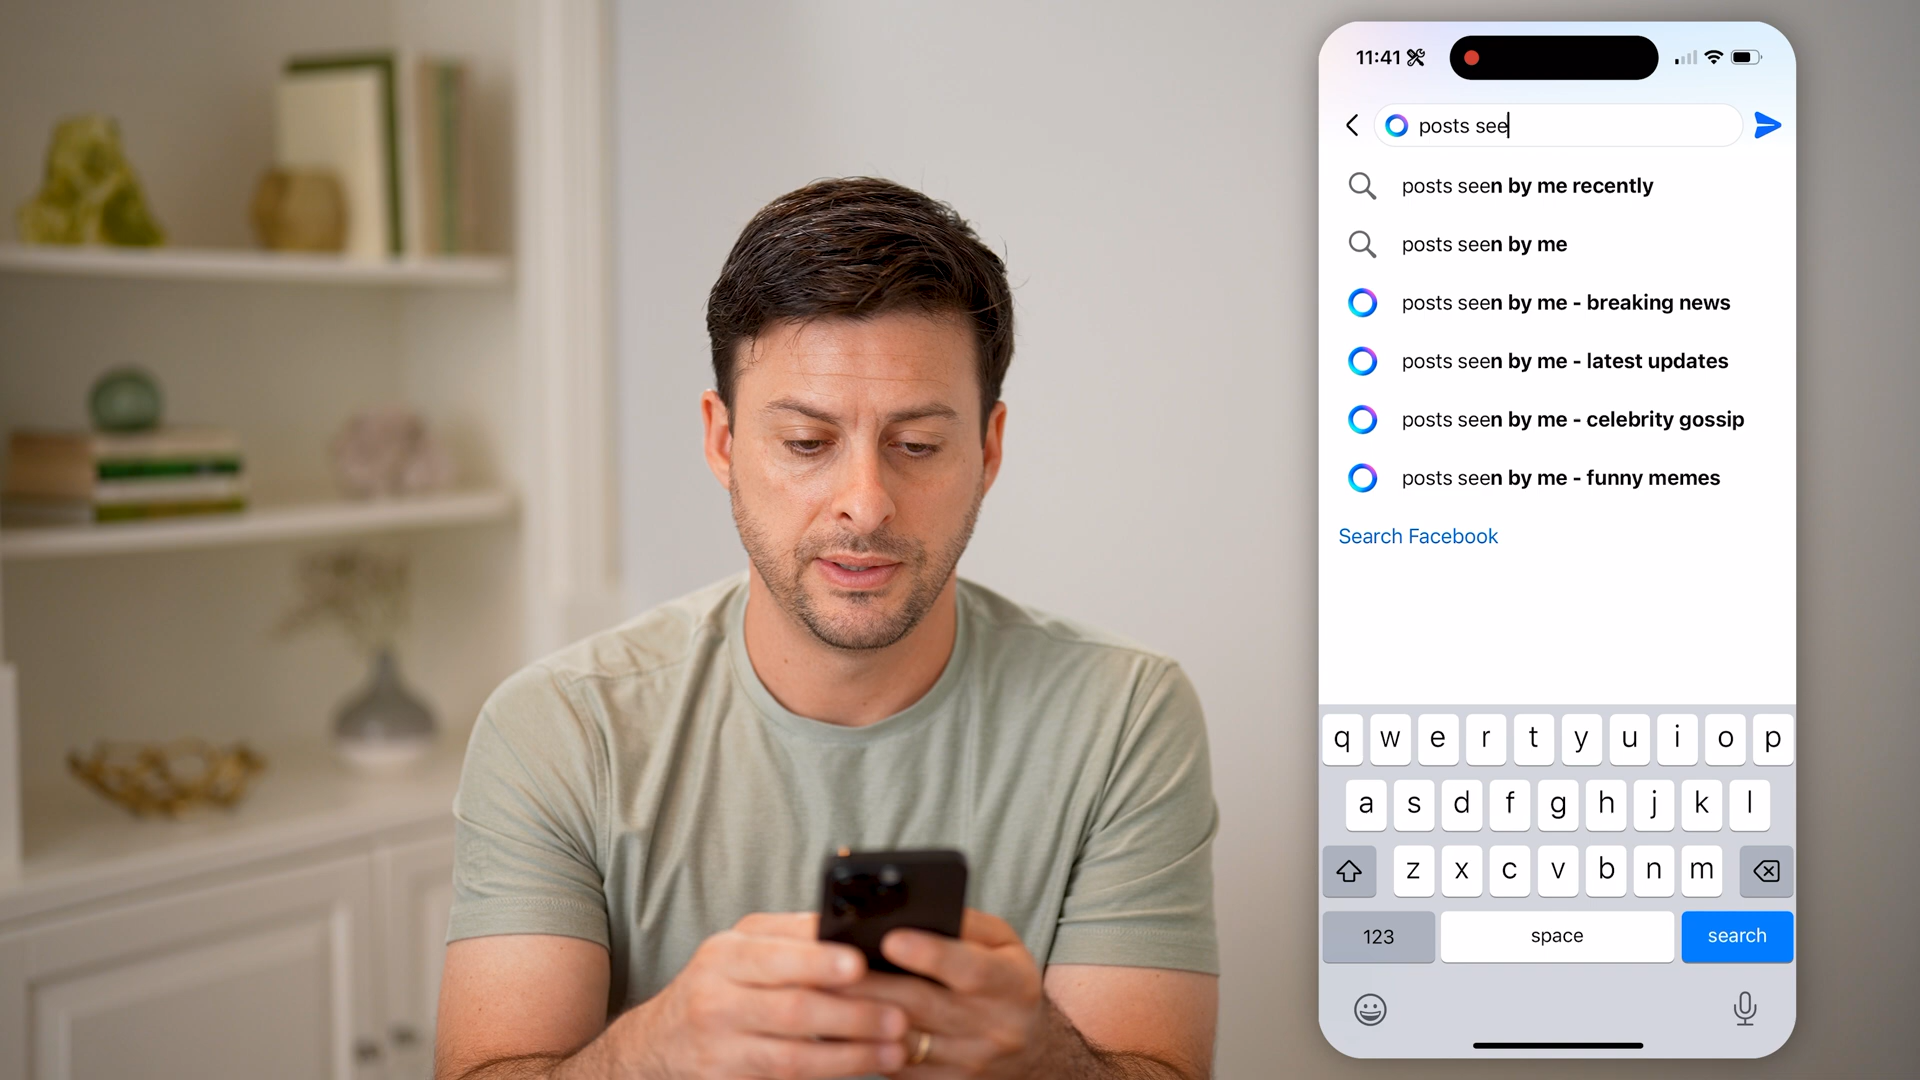 11:41
posts see
posts seen by me recently
posts seen by me
posts seen by me - breaking news
posts seen by me - latest updates
posts seen by me - celebrity gossip
posts seen by me - funny memes
Search Facebook
q w e r t y u i o p
a s d f g h j k l
z x c v b n m
123 space search